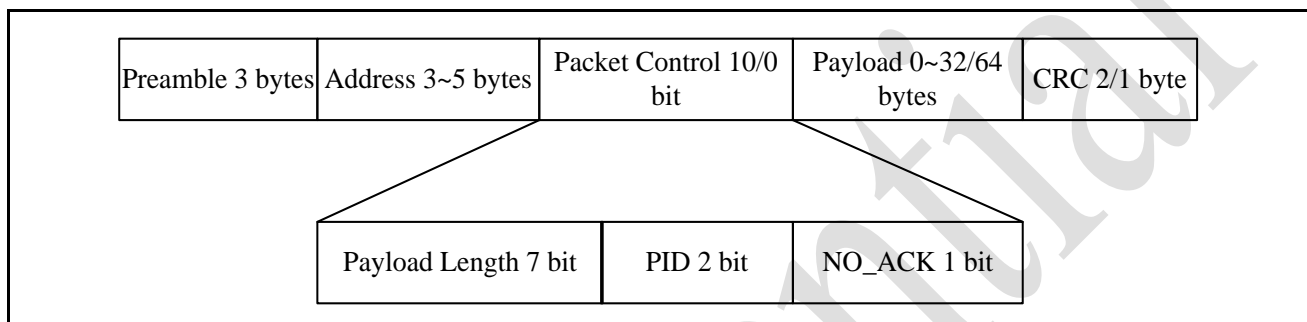 Preamble 3 bytes
Address 3~5 bytes
Packet Control 10/0
bit
Payload 0~32/64
bytes
CRC 2/1 byte
Payload Length 7 bit
PID 2 bit
NO_ACK 1 bit